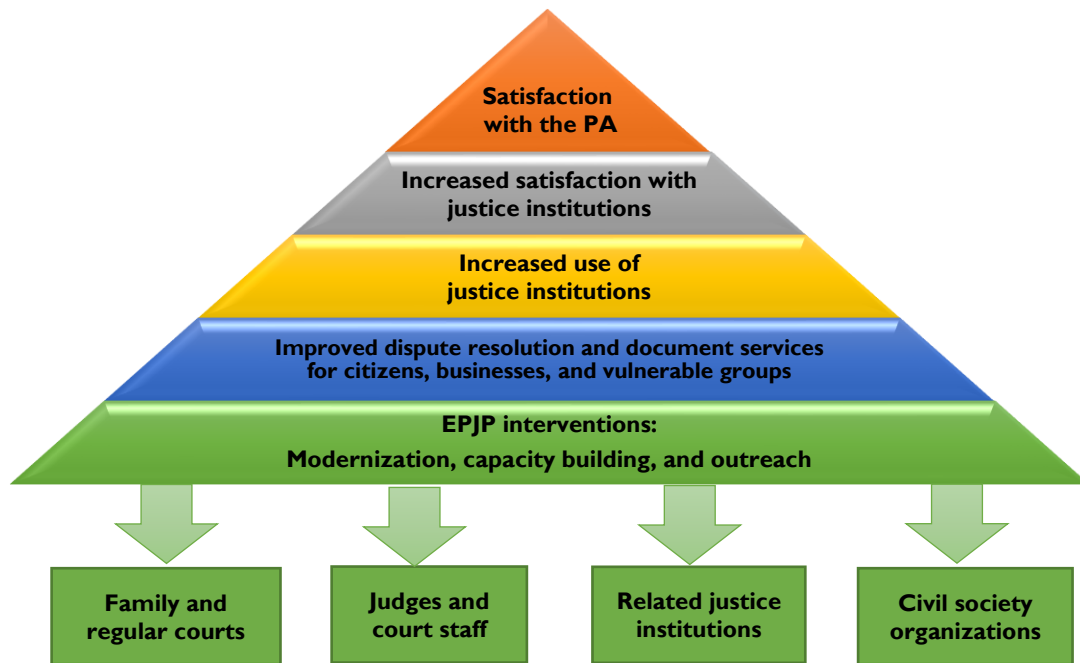 Satisfaction
with the PA
Increased satisfaction with
justice institutions
Increased use of
justice institutions
Improved dispute resolution and document services
for citizens, businesses, and vulnerable groups
EPJP interventions:
Modernization, capacity building, and outreach
Family and
regular courts
Judges and
court staff
Related justice
institutions
Civil society
organizations